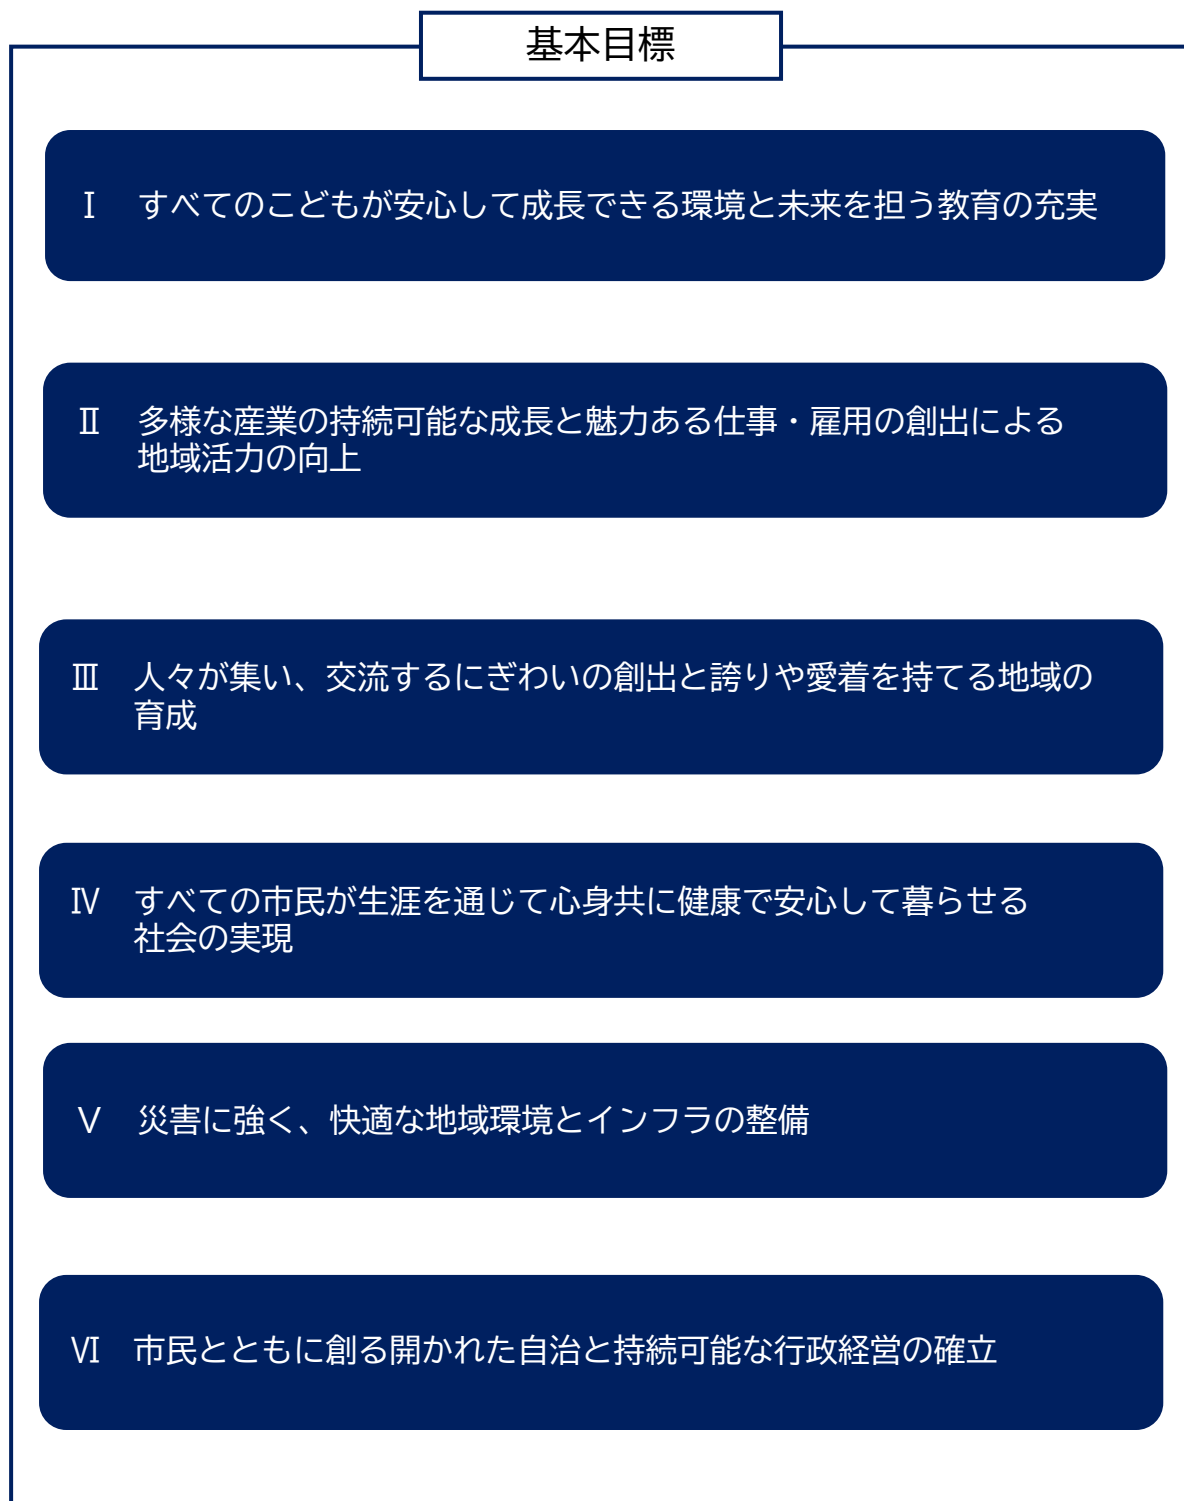 基本目標
Ⅰ すべてのこどもが安心して成長できる環境と未来を担う教育の充実
Ⅱ 多様な産業の持続可能な成長と魅力ある仕事・雇用の創出による
地域活力の向上
Ⅲ 人々が集い、交流するにぎわいの創出と誇りや愛着を持てる地域の
育成
Ⅳ すべての市民が生涯を通じて心身共に健康で安心して暮らせる
社会の実現
Ⅴ 災害に強く、快適な地域環境とインフラの整備
Ⅵ 市民とともに創る開かれた自治と持続可能な行政経営の確立